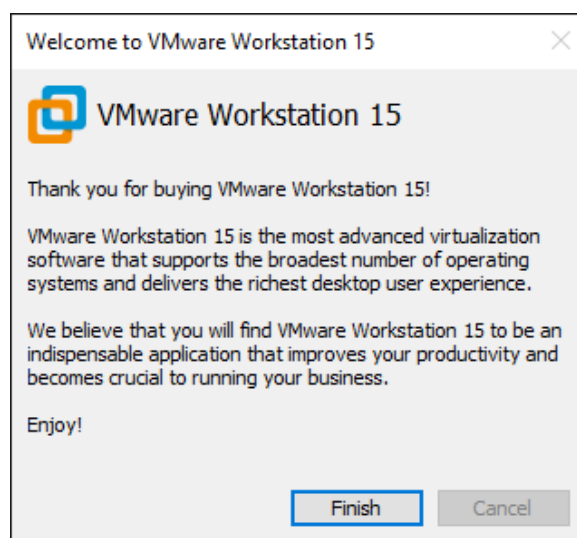 Welcome to VMware Workstation 15
VMware Workstation 15
Thank you for buying VMware Workstation 15!
VMware Workstation 15 is the most advanced virtualization
software that supports the broadest number of operating
systems and delivers the richest desktop user experience.
We believe that you will find VMware Workstation 15 to be an
indispensable application that improves your productivity and
becomes crucial to running your business.
Enjoy!
Finish
Cancel